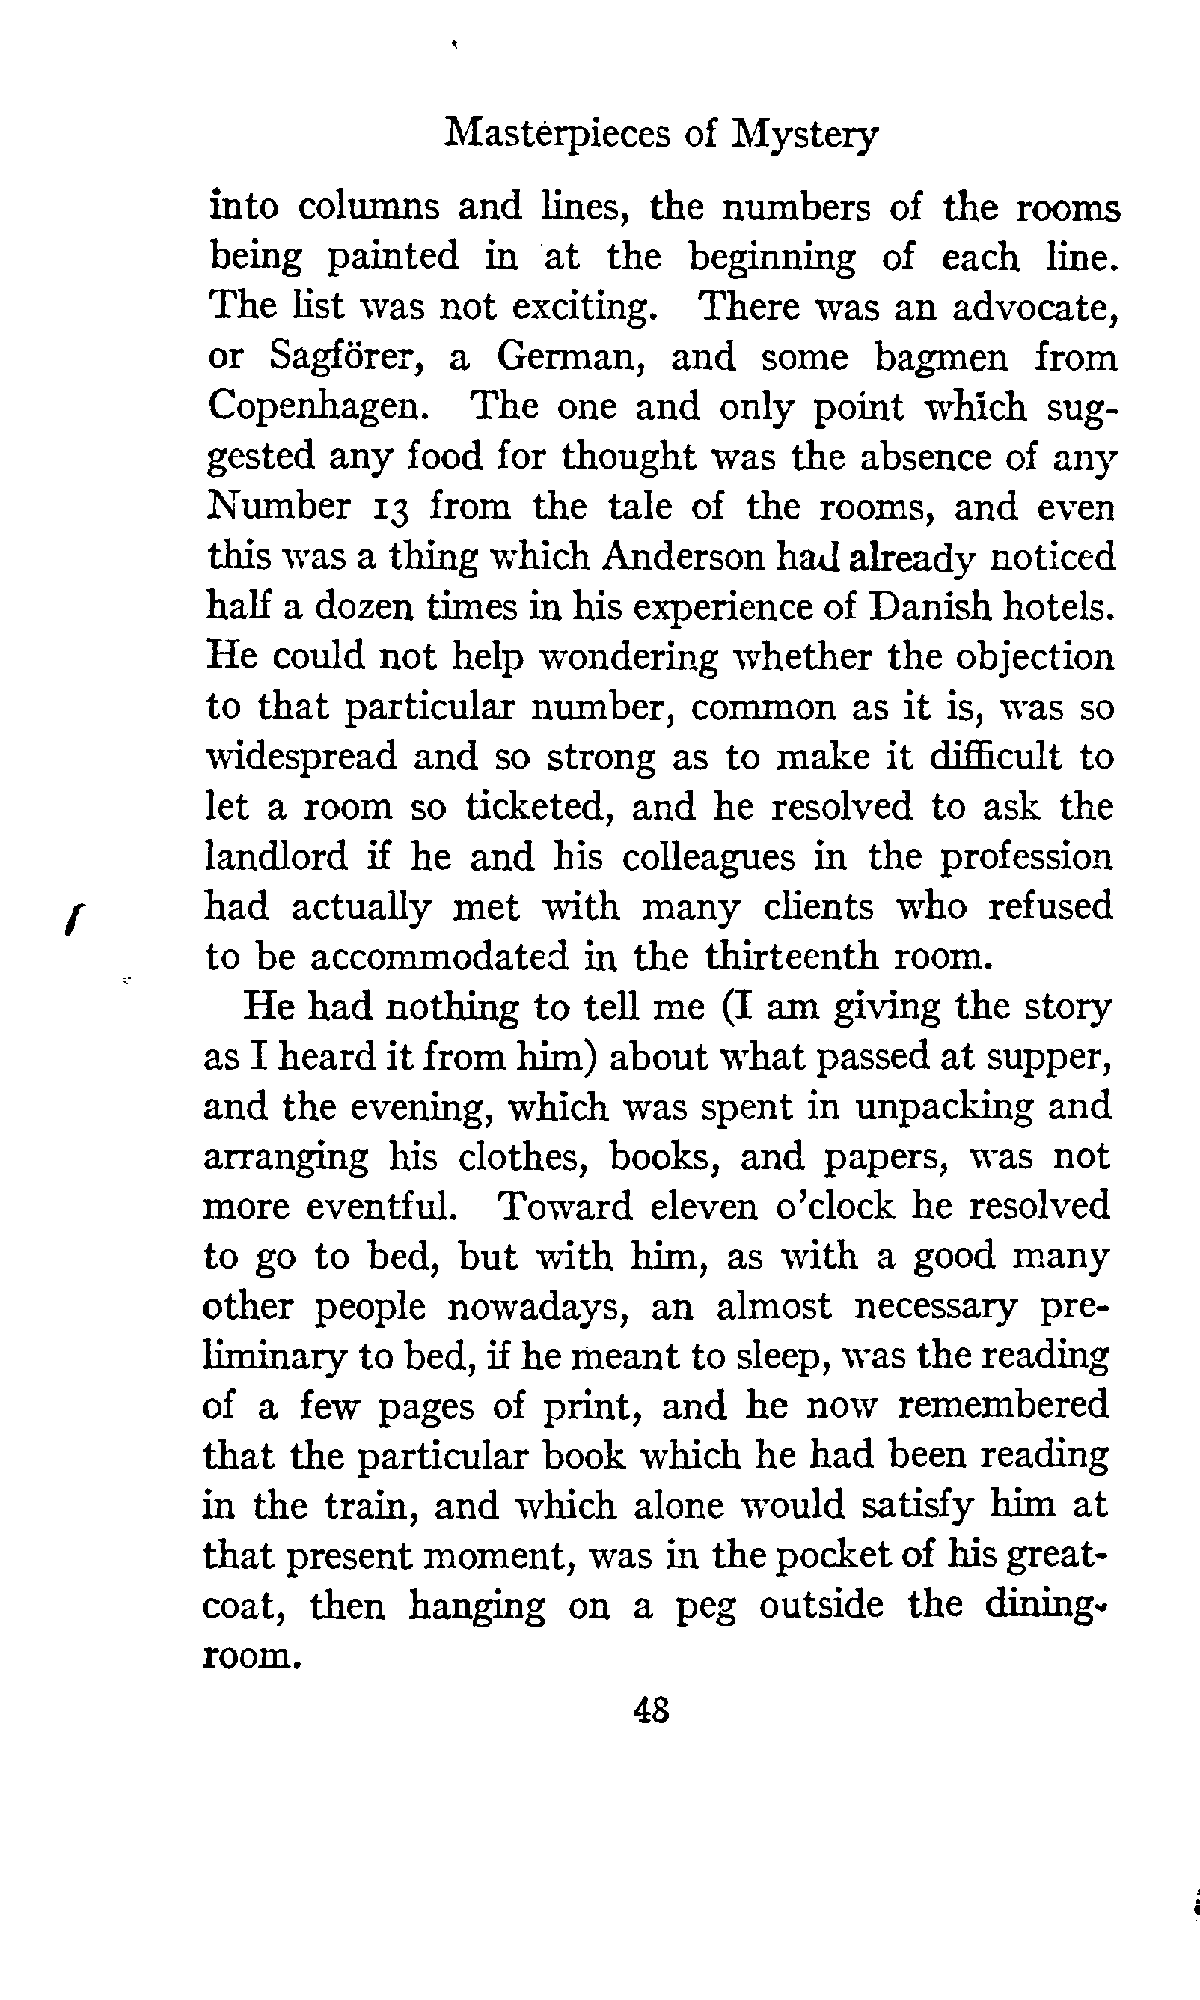 Masterpieces of Mystery
into columns and lines, the numbers of the rooms
being painted in at the beginning of each line.
The list was not exciting. There was an advocate,
or Sagförer, a German, and some bagmen from
Copenhagen. The one and only point which sug-
gested any food for thought was the absence of any
Number 13 from the tale of the rooms, and even
this was a thing which Anderson had already noticed
half a dozen times in his experience of Danish hotels.
He could not help wondering whether the objection
to that particular number, common as it is, was so
widespread and so strong as to make it difficult to
let a room so ticketed, and he resolved to ask the
landlord if he and his colleagues in the profession
had actually met with many clients who refused
to be accommodated in the thirteenth room.
He had nothing to tell me (I am giving the story
as I heard it from him) about what passed at supper,
and the evening, which was spent in unpacking and
arranging his clothes, books, and papers, was not
more eventful. Toward eleven o'clock he resolved
to go to bed, but with him, as with a good many
other people nowadays, an almost necessary pre-
liminary to bed, if he meant to sleep, was the reading
of a few pages of print, and he now remembered
that the particular book which he had been reading
in the train, and which alone would satisfy him at
that present moment, was in the pocket of his great-
coat, then hanging on a peg outside the dining-
room.
48